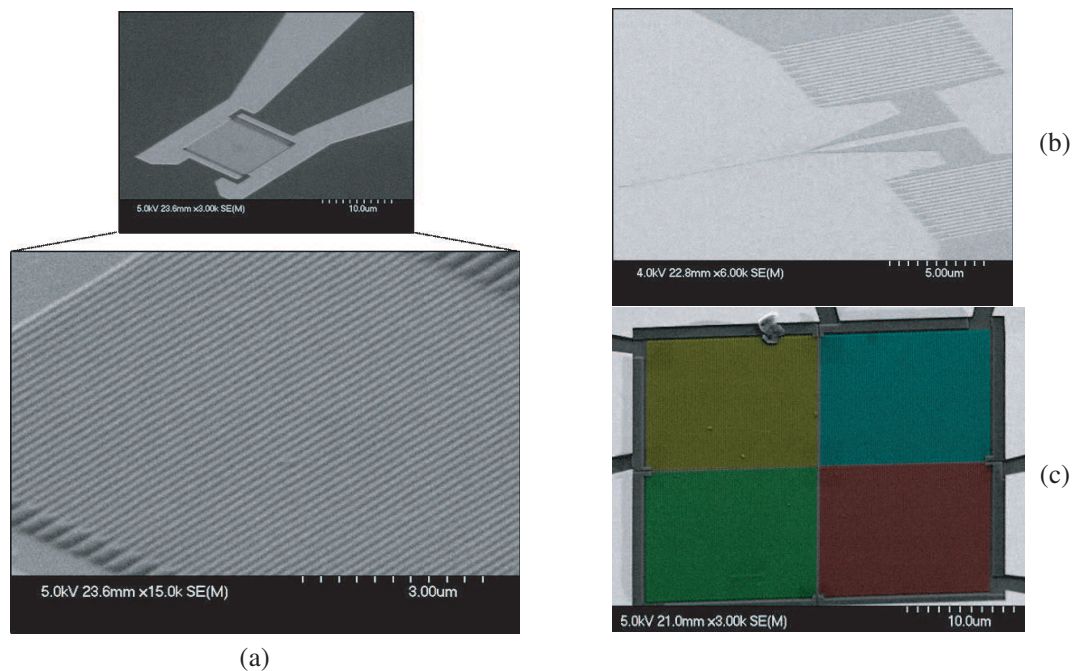 5.0kV 23.6mm x3.00k SE(M)
10.0um
5.0kV 23.6mm x15.0k SE(M)
3.00um
(a)
4.0kV 22.8mm x6.00k SE(M)
5.00um
(b)
5.0kV 21.0mm x3.00k SE(M)
10.0um
(c)